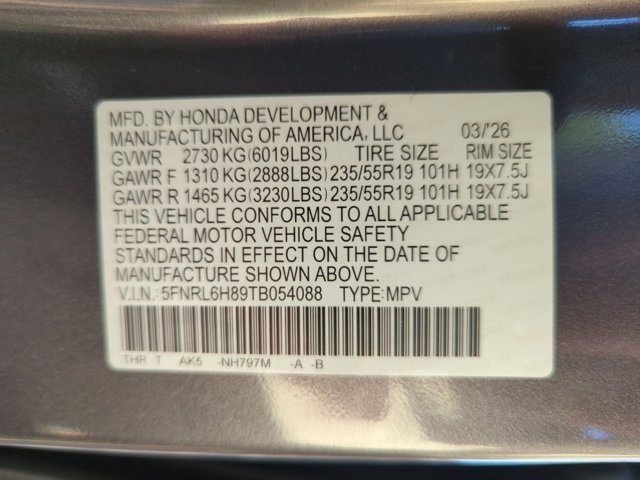 MFD. BY HONDA DEVELOPMENT &
MANUFACTURING OF AMERICA, LLC 03/'26
GVWR 2730 KG(6019LBS) TIRE SIZE RIM SIZE
GAWR F 1310 KG(2888LBS) 235/55R19 101H 19X7.5J
GAWR R 1465 KG(3230LBS) 235/55R19 101H 19X7.5J
THIS VEHICLE CONFORMS TO ALL APPLICABLE
FEDERAL MOTOR VEHICLE SAFETY
STANDARDS IN EFFECT ON THE DATE OF
MANUFACTURE SHOWN ABOVE.
V.I.N.: 5FNRL6H89TB054088 TYPE:MPV
THR T AK5 -NH797M -A -B